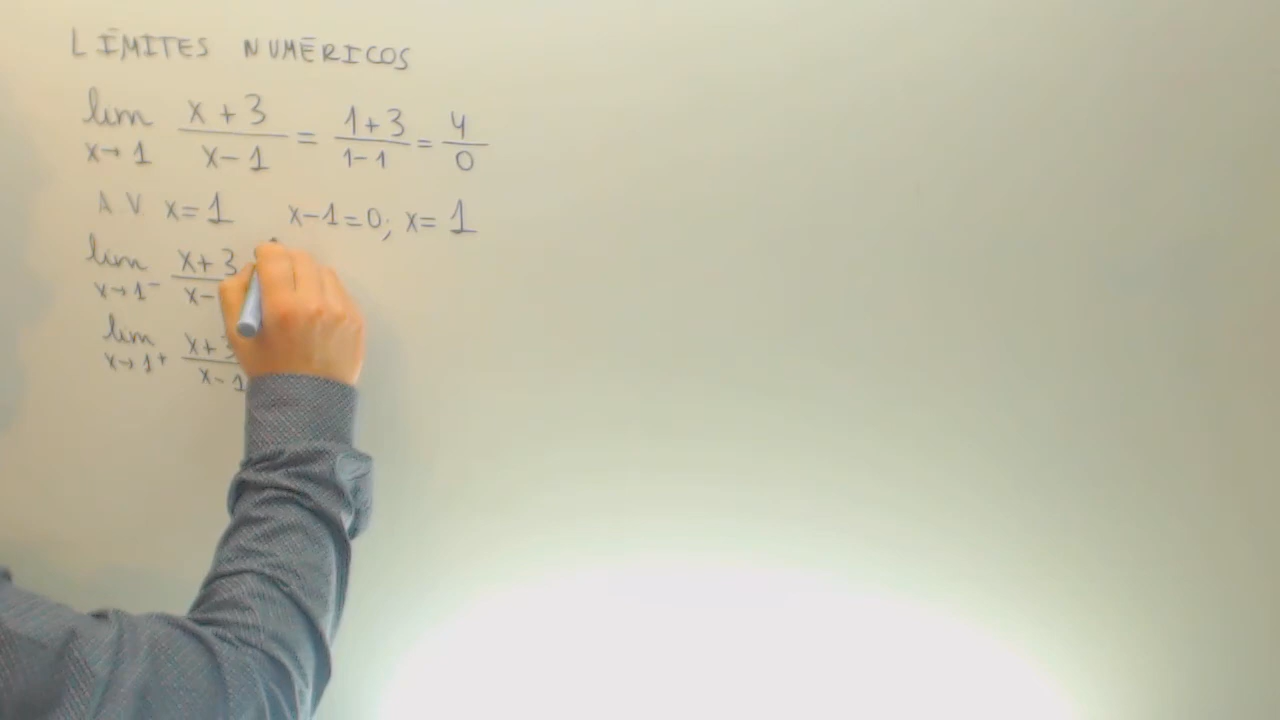 LÍMITES NUMÉRICOS
lim x→1 x+3 / x-1 = 1+3 / 1-1 = 4 / 0
A V x=1 x-1=0; x=1
lim x→1⁻ x+3 / x-
lim x→1⁺ x+3 / x-1